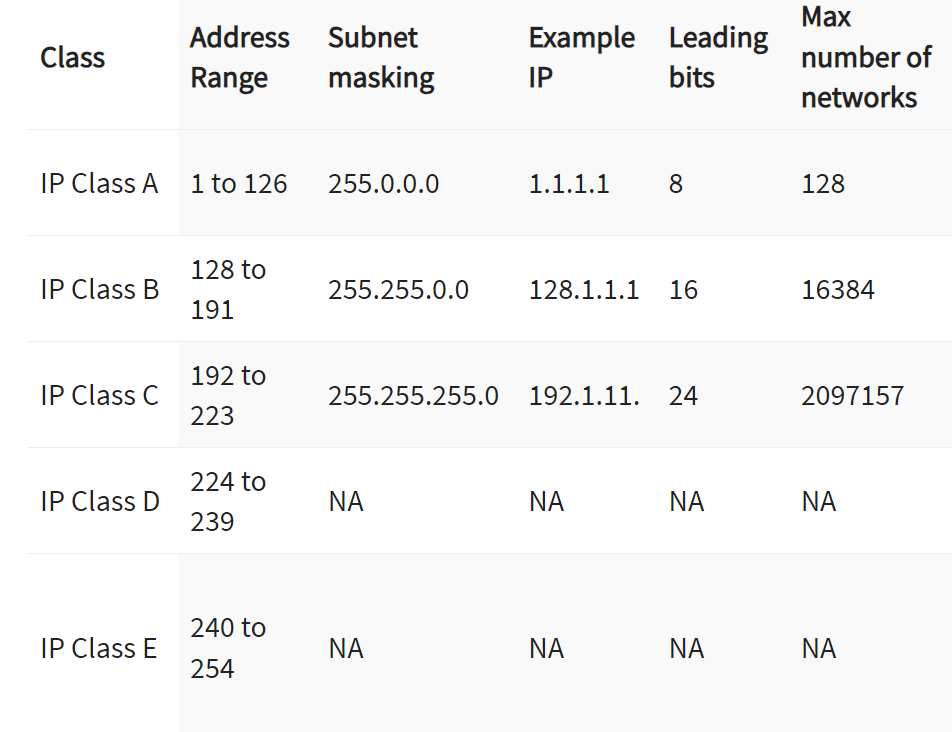 Class Address Range Subnet masking Example IP Leading bits Max number of networks
IP Class A 1 to 126 255.0.0.0 1.1.1.1 8 128
IP Class B 128 to 191 255.255.0.0 128.1.1.1 16 16384
IP Class C 192 to 223 255.255.255.0 192.1.11. 24 2097157
IP Class D 224 to 239 NA NA NA NA
IP Class E 240 to 254 NA NA NA NA